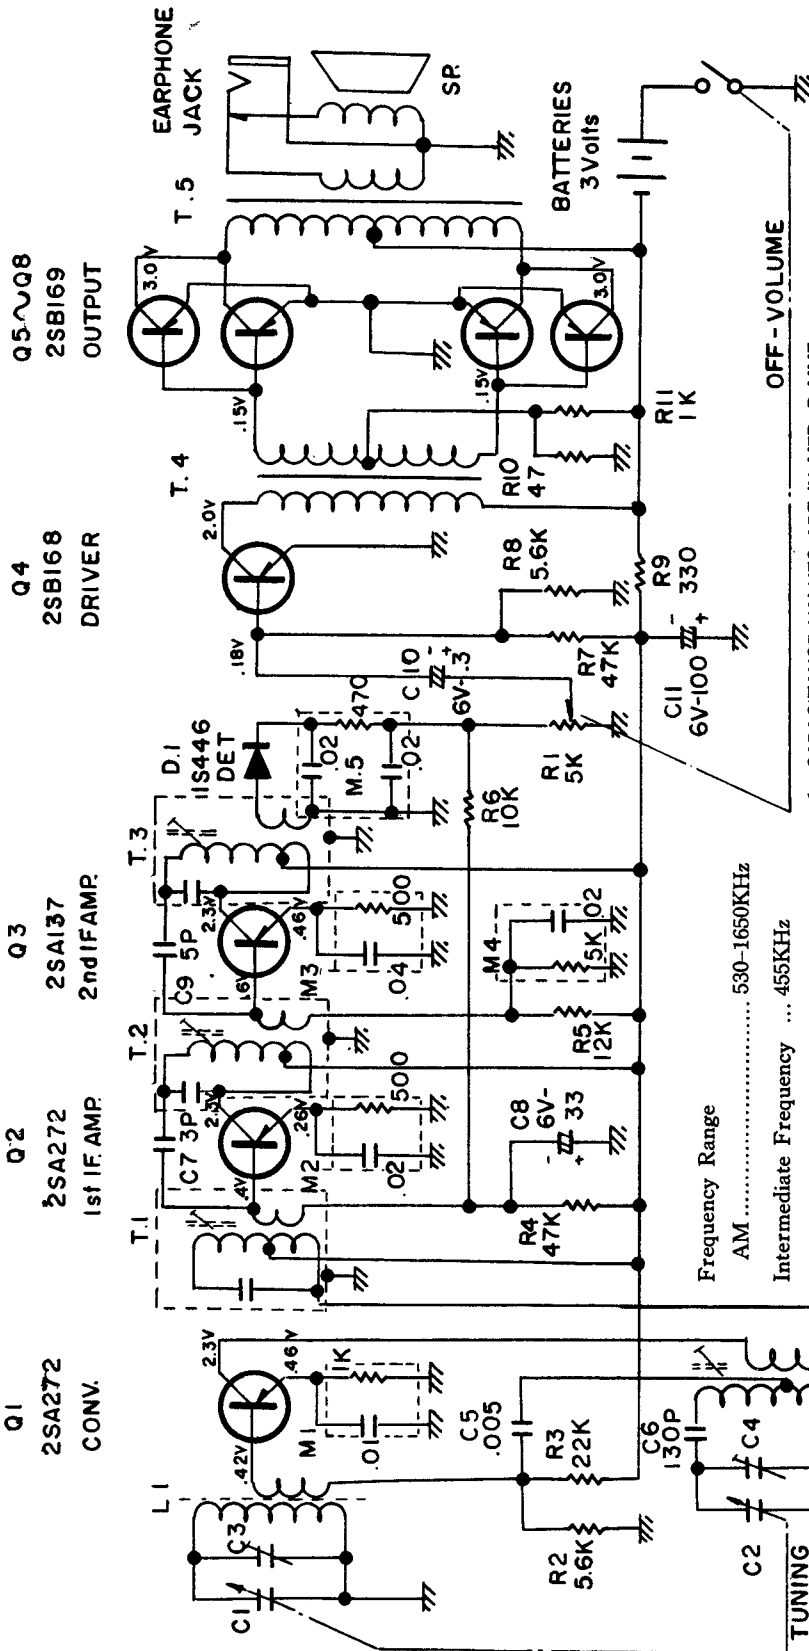 Q1
2SA272
CONV.
Q2
2SA272
1st IF. AMP.
Q3
2SA137
2nd IF AMP.
Q4
2SB168
DRIVER
Q5~Q8
2SB169
OUTPUT
EARPHONE
JACK
SP.
L1
T.1
T.2
T.3
D.1
1S446
DET
T.4
T.5
C1
C3
.42V
2.3V
.46V
M1
.01
1K
C7 3P
.4V
2.3V
.26V
M2
.02
500
C9 5P
.6V
2.3V
.46V
M3
.04
500
.02
M.5
.02
470
C10
6V-.3
- +
.18V
2.0V
.15V
.15V
3.0V
3.0V
R2
5.6K
C5
.005
R3
22K
R4
47K
C8
6V-
33
- +
R5
12K
M4
5K
.02
R6
10K
R1
5K
R7
47K
R8
5.6K
R9
330
R10
47
R11
1K
C11
6V-100
- +
BATTERIES
3Volts
OFF-VOLUME
C2
C4
C6
130P
TUNING
Frequency Range
AM .................... 530-1650KHz
Intermediate Frequency ... 455KHz